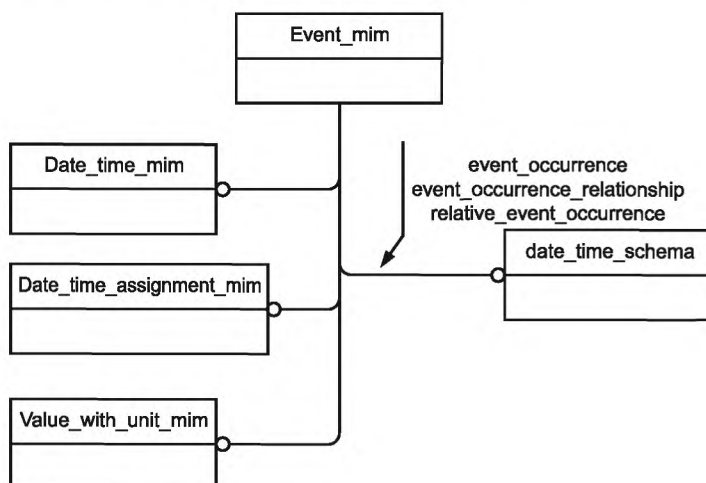 Event_mim
Date_time_mim
event_occurrence
event_occurrence_relationship
relative_event_occurrence
date_time_schema
Date_time_assignment_mim
Value_with_unit_mim